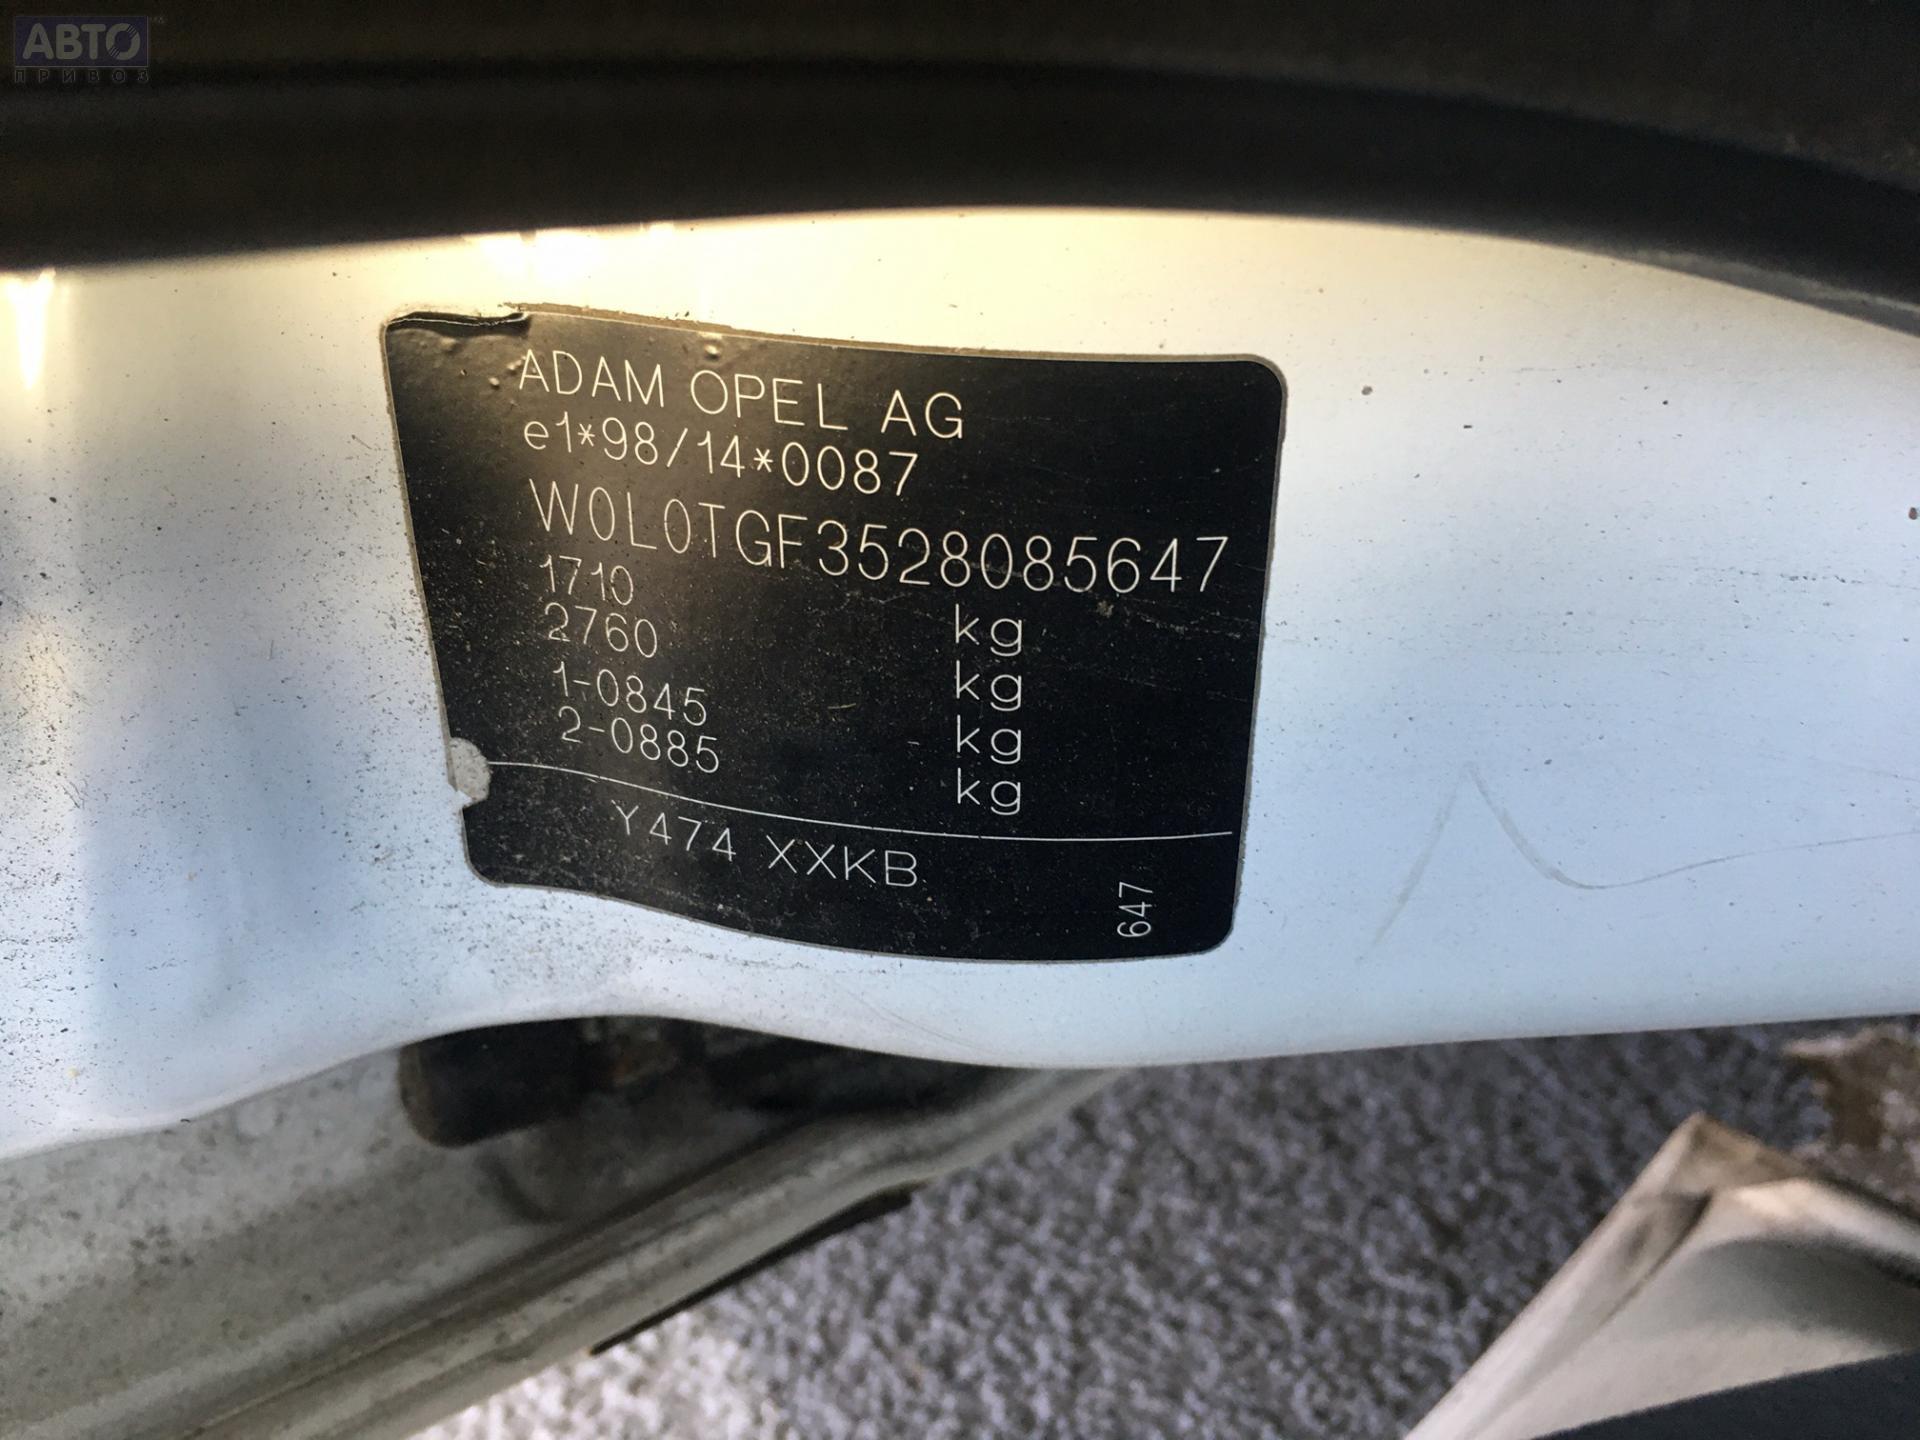 АВТО
ПРИВОЗ
ADAM OPEL AG
e1*98/14*0087
W0L0TGF3528085647
1710 kg
2760 kg
1-0845 kg
2-0885 kg
Y474 XXKB
647